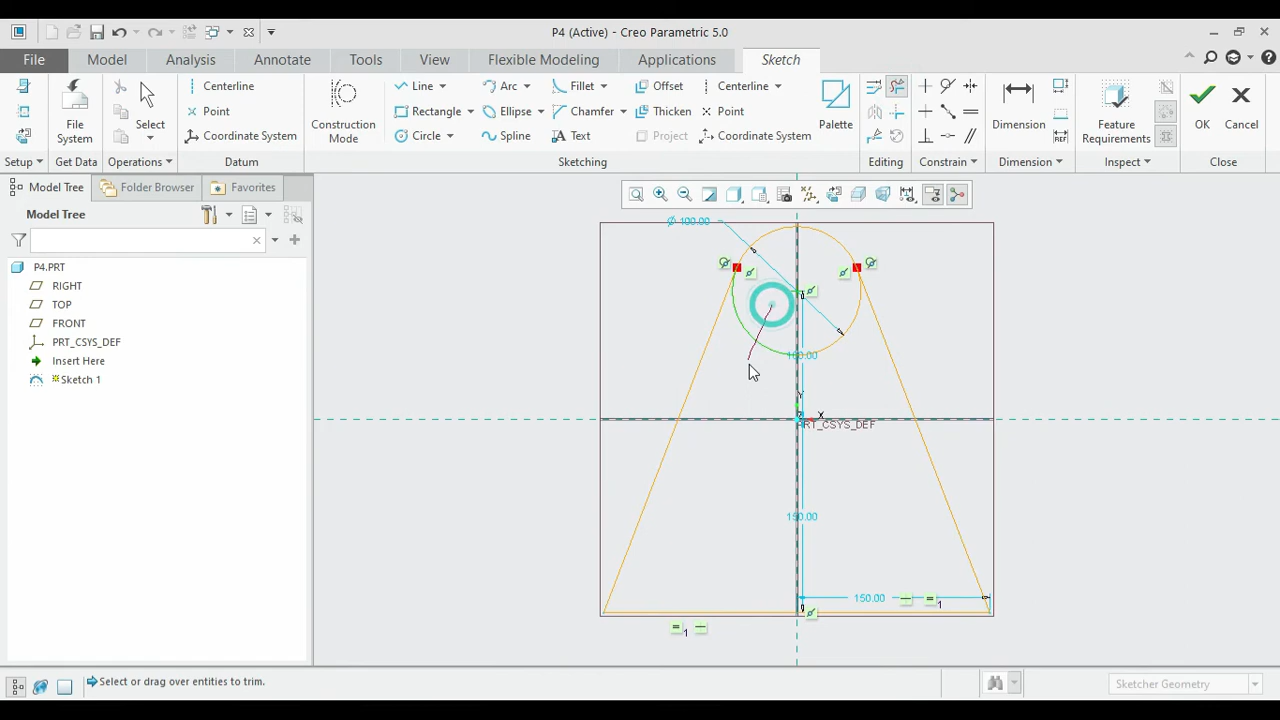 P4 (Active) - Creo Parametric 5.0
File Model Analysis Annotate Tools View Flexible Modeling Applications Sketch
Centerline Line Arc Fillet Offset Centerline
Point Rectangle Ellipse Chamfer Thicken Point
Coordinate System Circle Spline Text Project Coordinate System
File System Select Construction Mode Palette Dimension Feature Requirements OK Cancel
Setup Get Data Operations Datum Sketching Editing Constrain Dimension Inspect Close
Model Tree Folder Browser Favorites
Model Tree
P4.PRT
RIGHT
TOP
FRONT
PRT_CSYS_DEF
Insert Here
Sketch 1
100.00
Y
X
PRT_CSYS_DEF
150.00
150.00
1
1
Select or drag over entities to trim.
Sketcher Geometry